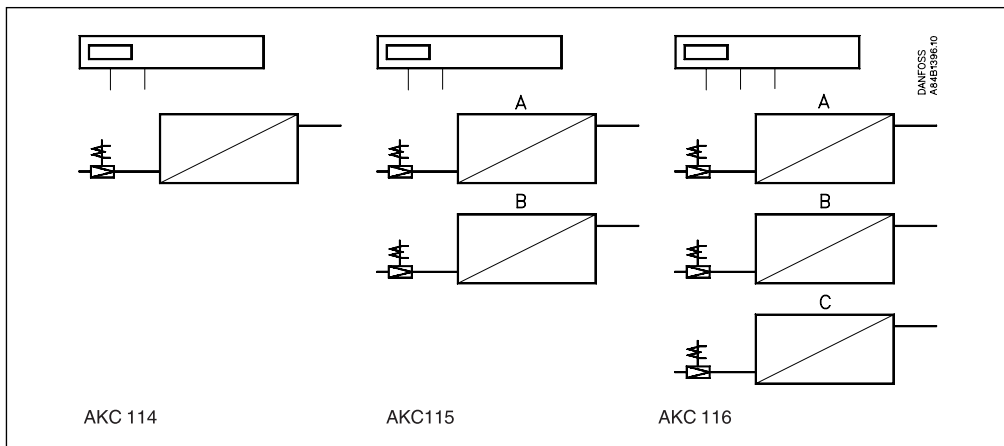 DANFOSS
A84B1396.10
A
A
B
B
C
AKC 114
AKC115
AKC 116